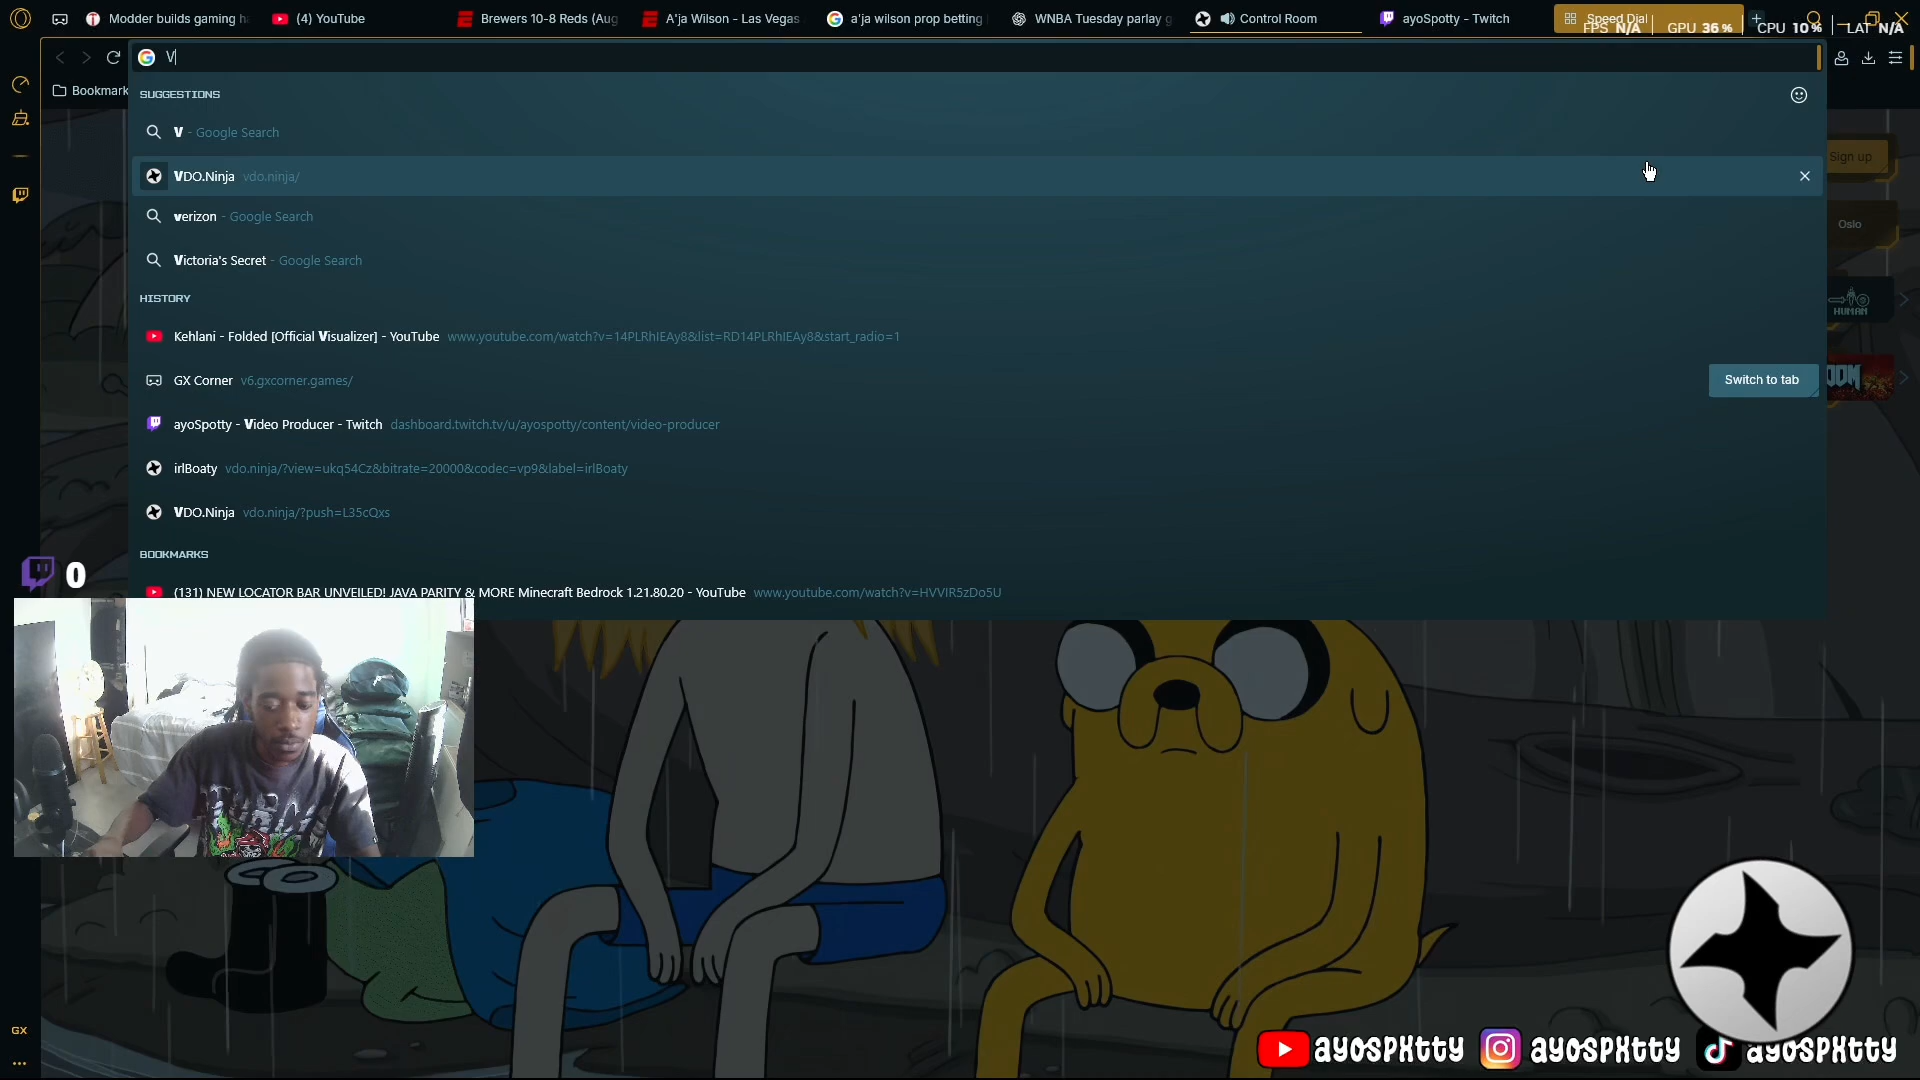 Modder builds gaming h
(4) YouTube
Brewers 10-8 Reds (Aug
A'ja Wilson - Las Vegas
a'ja wilson prop betting
WNBA Tuesday parlay g
Control Room
ayoSpotty - Twitch
Speed Dial
FPS N/A GPU 36 % CPU 10 % LAT N/A
V
Bookmark
SUGGESTIONS
V - Google Search
VDO.Ninja vdo.ninja/
Sign up
verizon - Google Search
Oslo
Victoria's Secret - Google Search
HISTORY
HUMAN
Kehlani - Folded [Official Visualizer] - YouTube www.youtube.com/watch?v=14PLRhIEAy8&list=RD14PLRhIEAy8&start_radio=1
GX Corner v6.gxcorner.games/
Switch to tab
DOOM
ayoSpotty - Video Producer - Twitch dashboard.twitch.tv/u/ayospotty/content/video-producer
irlBoaty vdo.ninja/?view=ukq54Cz&bitrate=20000&codec=vp9&label=irlBoaty
VDO.Ninja vdo.ninja/?push=L35cQxs
BOOKMARKS
0
(131) NEW LOCATOR BAR UNVEILED! JAVA PARITY & MORE Minecraft Bedrock 1.21.80.20 - YouTube www.youtube.com/watch?v=HVVIR5zDo5U
GX
ayospXtty ayospXtty ayospXtty